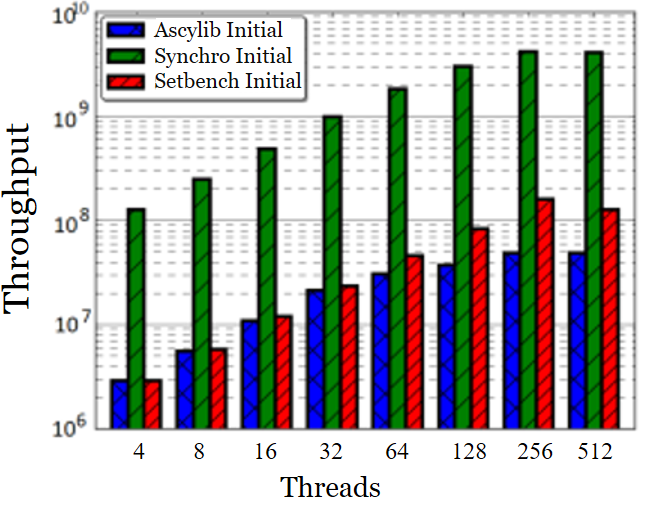 10^10
10^9
10^8
10^7
10^6
Throughput
Ascylib Initial
Synchro Initial
Setbench Initial
4 8 16 32 64 128 256 512
Threads